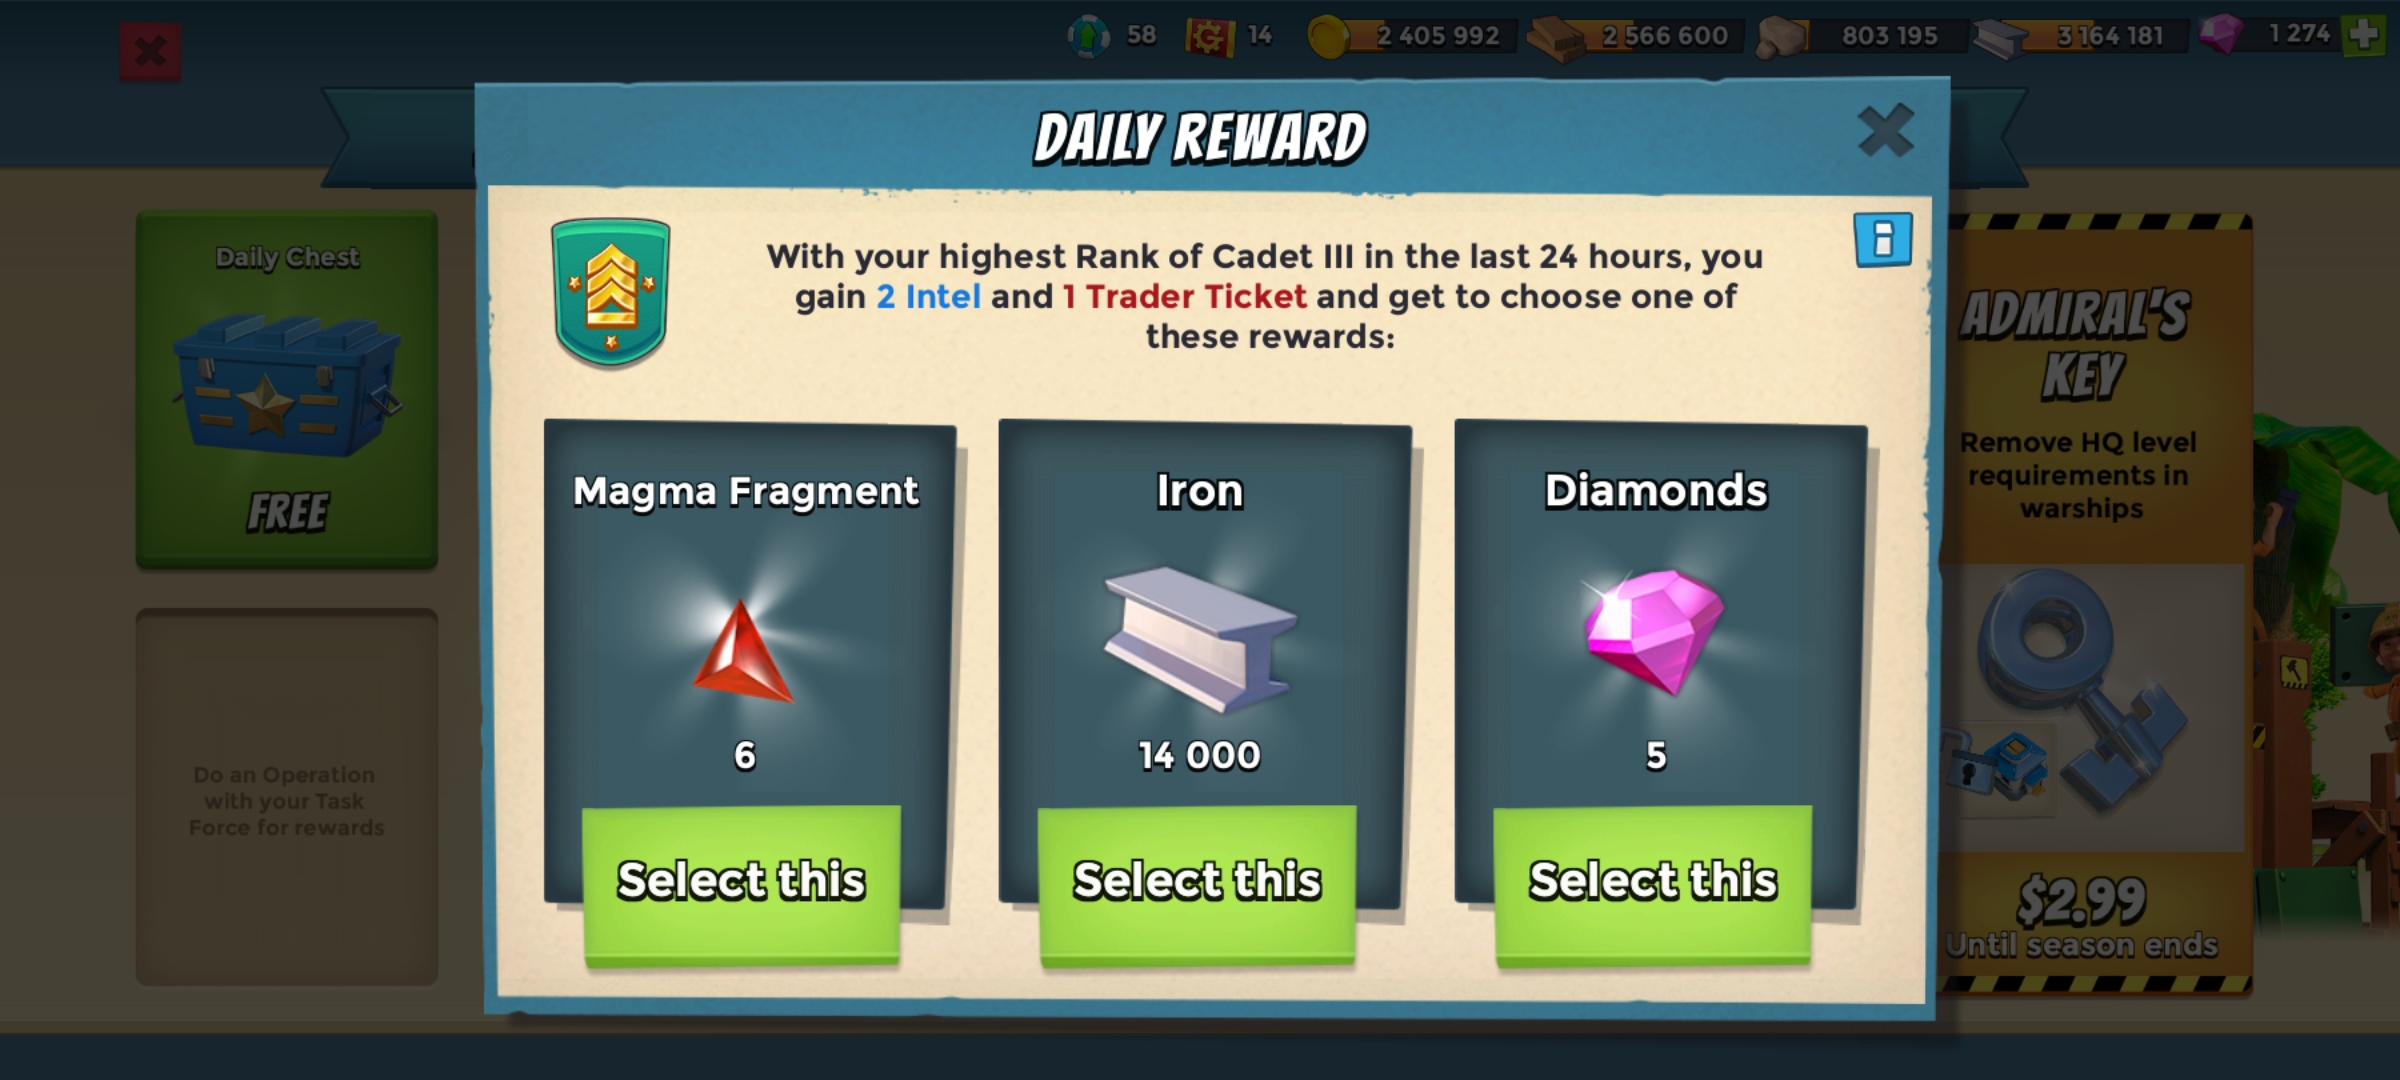 58
14
2 405 992
2 566 600
803 195
3 164 181
1 274
DAILY REWARD
With your highest Rank of Cadet III in the last 24 hours, you
gain 2 Intel and 1 Trader Ticket and get to choose one of
these rewards:
Daily Chest
FREE
Do an Operation
with your Task
Force for rewards
Magma Fragment
6
Select this
Iron
14 000
Select this
Diamonds
5
Select this
ADMIRAL'S
KEY
Remove HQ level
requirements in
warships
$2.99
Until season ends